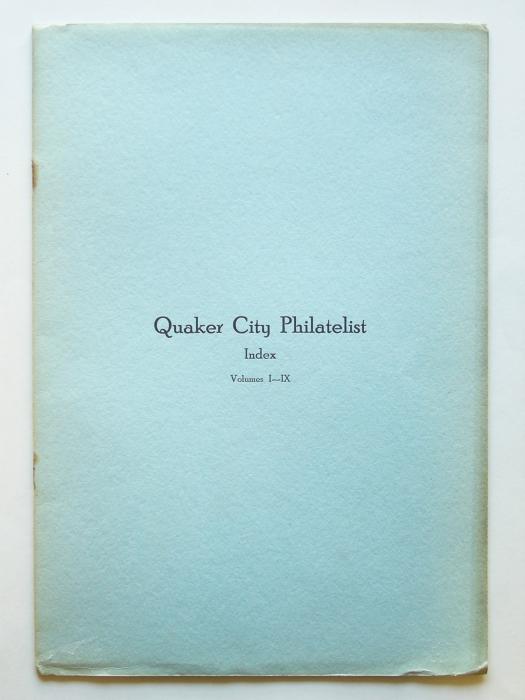 Quaker City Philatelist
Index
Volumes I—IX